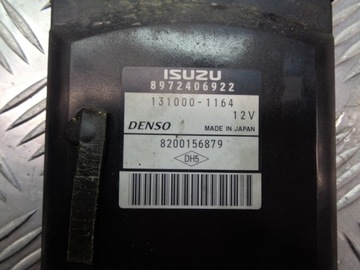 ISUZU
8972406922
131000-1164
12V
DENSO MADE IN JAPAN
8200156879
DHS